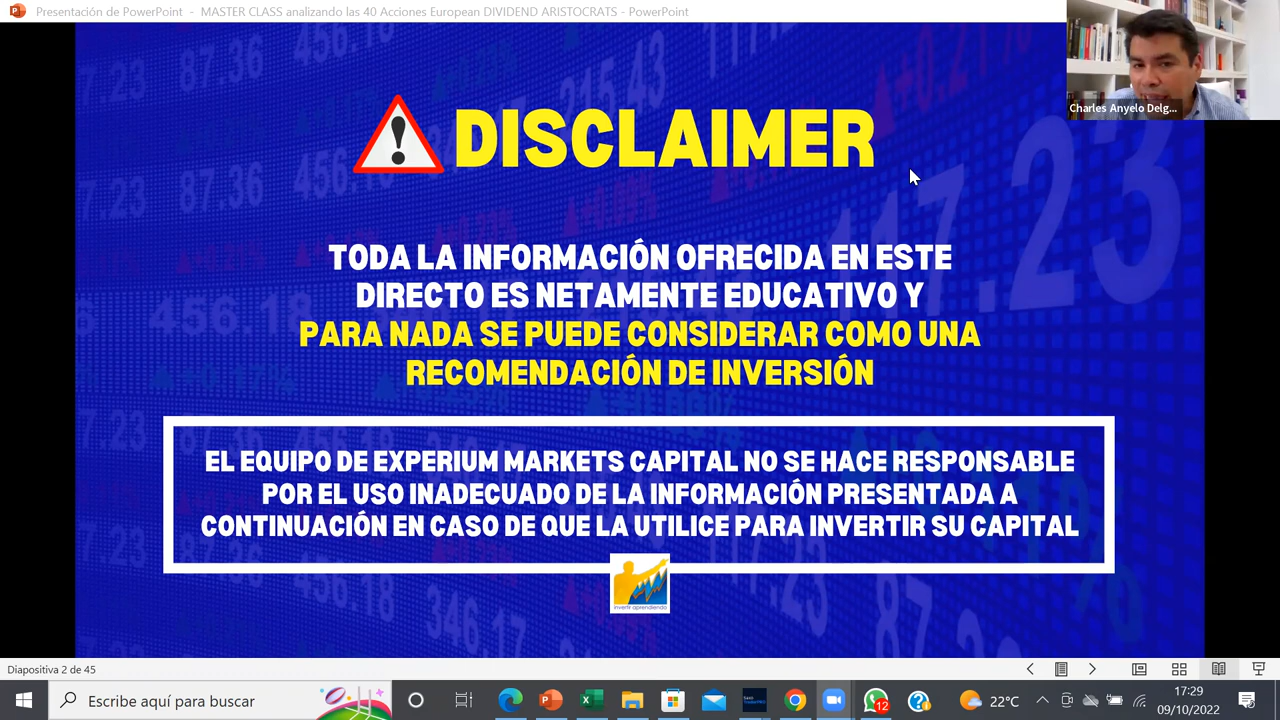 Presentación de PowerPoint - MASTER CLASS analizando las 40 Acciones European DIVIDEND ARISTOCRATS - PowerPoint
Charles Anyelo Delg...
DISCLAIMER
TODA LA INFORMACIÓN OFRECIDA EN ESTE
DIRECTO ES NETAMENTE EDUCATIVO Y
PARA NADA SE PUEDE CONSIDERAR COMO UNA
RECOMENDACIÓN DE INVERSIÓN
EL EQUIPO DE EXPERIUM MARKETS CAPITAL NO SE HACE RESPONSABLE
POR EL USO INADECUADO DE LA INFORMACIÓN PRESENTADA A
CONTINUACIÓN EN CASO DE QUE LA UTILICE PARA INVERTIR SU CAPITAL
invertir aprendiendo
Diapositiva 2 de 45
Escribe aquí para buscar
12
22°C
17:29
09/10/2022